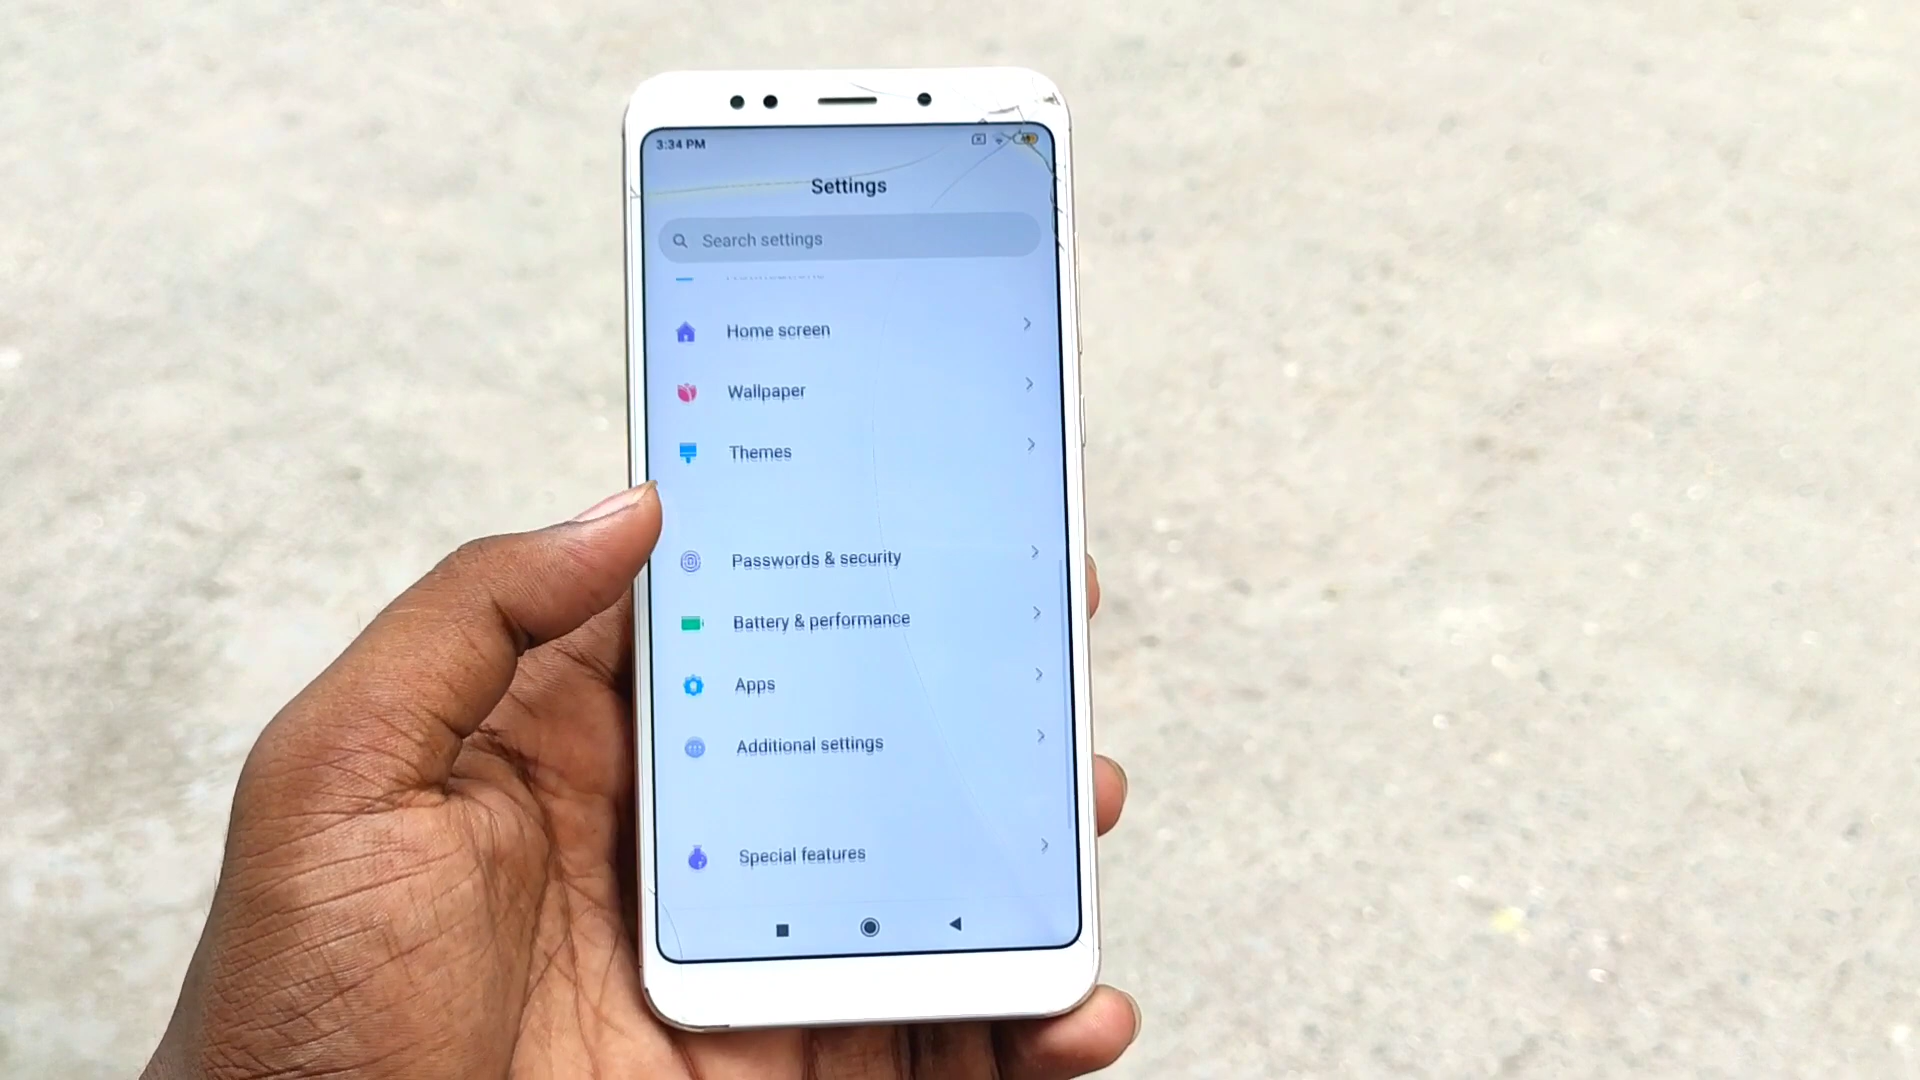 3:34 PM
Settings
Search settings
Home screen
Wallpaper
Themes
Passwords & security
Battery & performance
Apps
Additional settings
Special features